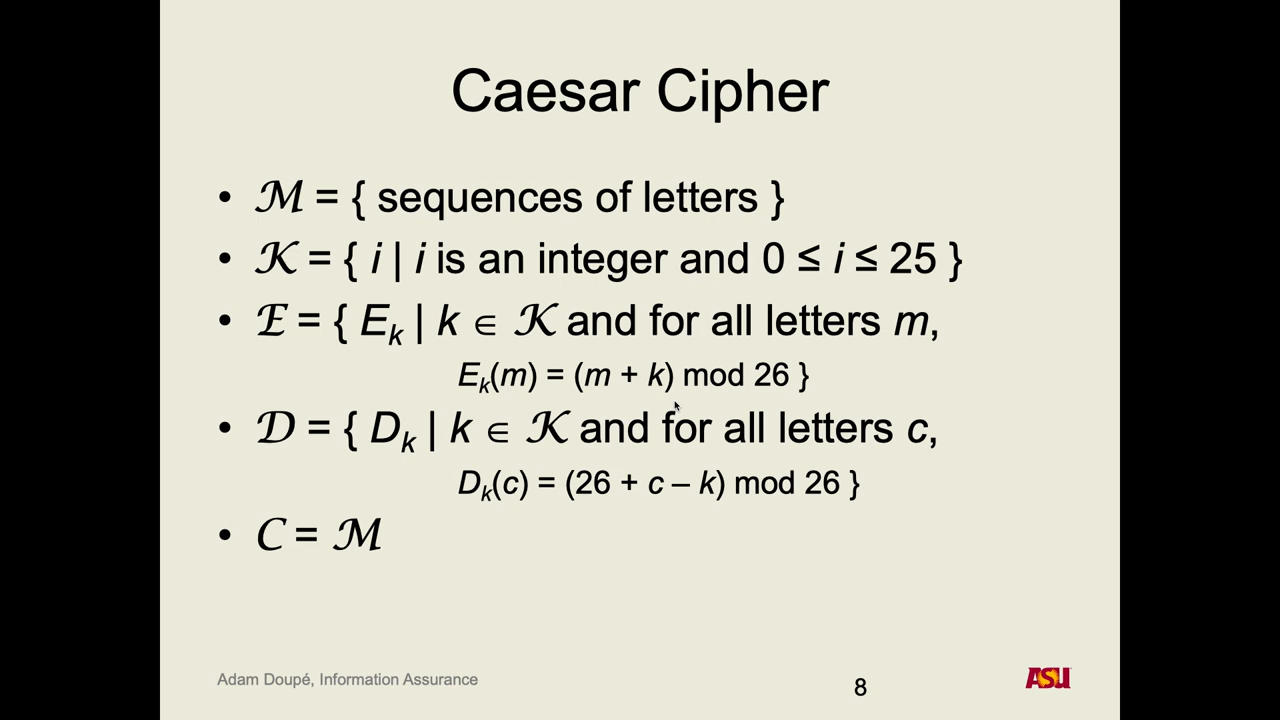 Caesar Cipher
• ℳ = { sequences of letters }
• 𝒦 = { i | i is an integer and 0 ≤ i ≤ 25 }
• ℰ = { Eₖ | k ∈ 𝒦 and for all letters m,
Eₖ(m) = (m + k) mod 26 }
• 𝒟 = { Dₖ | k ∈ 𝒦 and for all letters c,
Dₖ(c) = (26 + c – k) mod 26 }
• 𝒞 = ℳ
Adam Doupé, Information Assurance
8
ASU